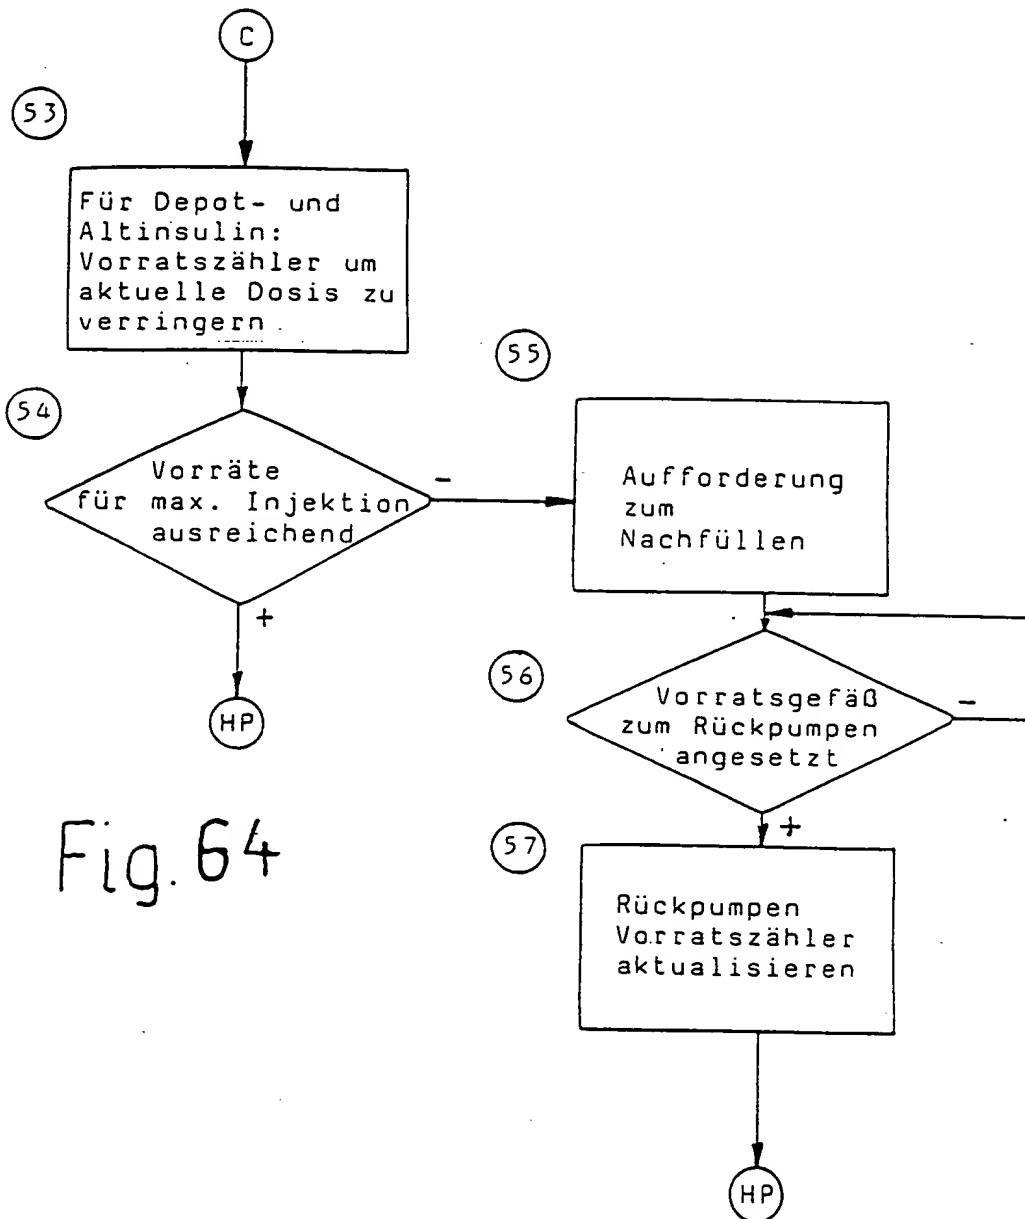 C
53
Für Depot- und
Altinsulin:
Vorratszähler um
aktuelle Dosis zu
verringern.
54
Vorräte
für max. Injektion
ausreichend
-
+
HP
55
Aufforderung
zum
Nachfüllen
56
Vorratsgefäß
zum Rückpumpen
angesetzt
-
+
57
Rückpumpen
Vorratszähler
aktualisieren
HP
Fig. 64